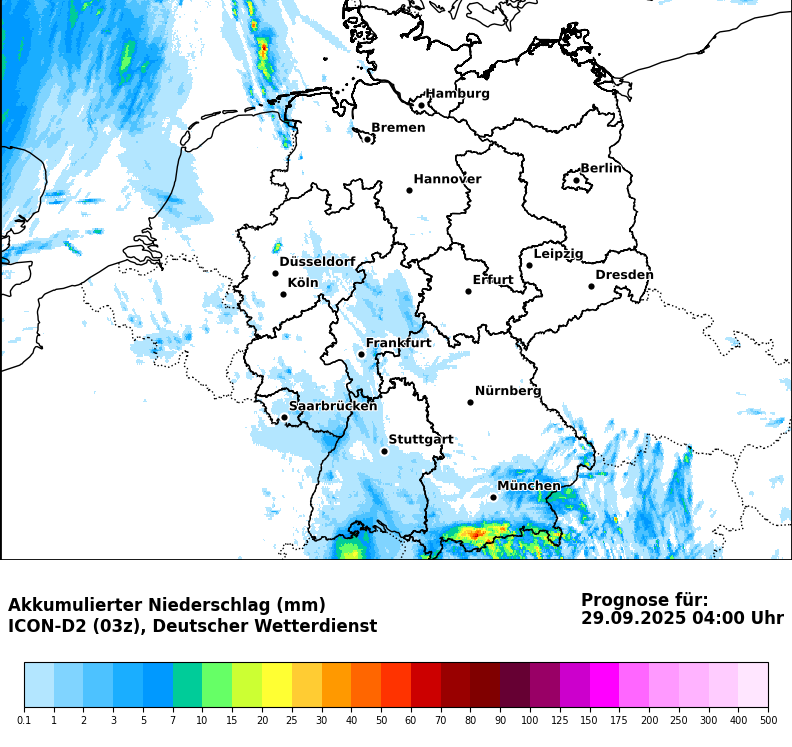 Hamburg
Bremen
Berlin
Hannover
Leipzig
Düsseldorf
Dresden
Köln
Erfurt
Frankfurt
Nürnberg
Saarbrücken
Stuttgart
München
Akkumulierter Niederschlag (mm)
ICON-D2 (03z), Deutscher Wetterdienst
Prognose für:
29.09.2025 04:00 Uhr
0.1 1 2 3 5 7 10 15 20 25 30 40 50 60 70 80 90 100 125 150 175 200 250 300 400 500